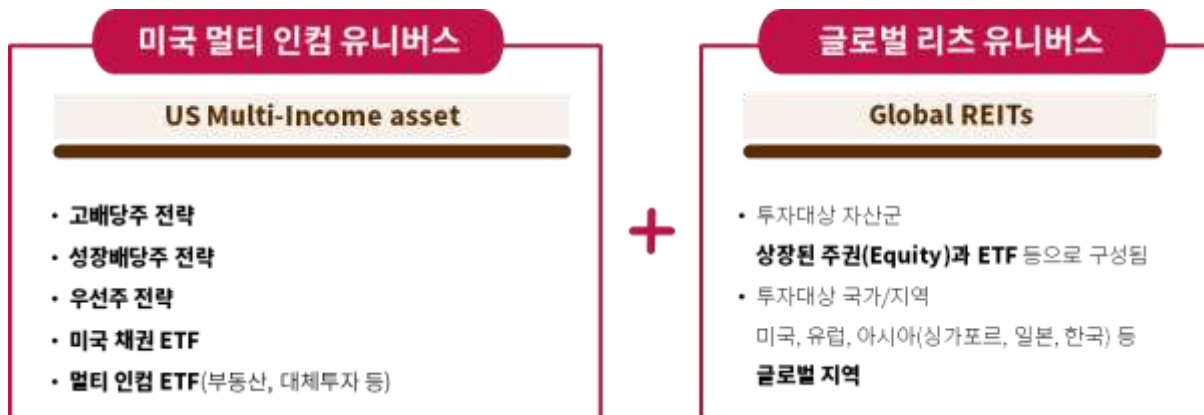 미국 멀티 인컴 유니버스
US Multi-Income asset
• 고배당주 전략
• 성장배당주 전략
• 우선주 전략
• 미국 채권 ETF
• 멀티 인컴 ETF(부동산, 대체투자 등)
+
글로벌 리츠 유니버스
Global REITs
• 투자대상 자산군
상장된 주권(Equity)과 ETF 등으로 구성됨
• 투자대상 국가/지역
미국, 유럽, 아시아(싱가포르, 일본, 한국) 등
글로벌 지역